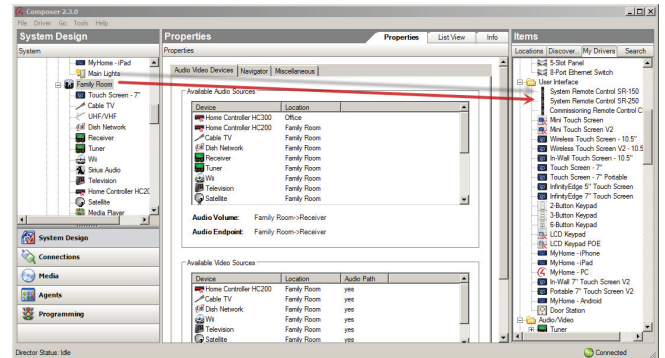 Composer 2.3.0
File Driver Go Tools Help
System Design
System
MyHome - iPad
Main Lights
Family Room
Touch Screen - 7"
Cable TV
UHF/VHF
Dish Network
Receiver
Tuner
Wii
Sirius Audio
Television
Home Controller HC20
Satellite
Media Player
System Design
Connections
Media
Agents
Programming
Properties
Properties List View Info
Properties
Audio Video Devices Navigator Miscellaneous
Available Audio Sources
Device Location
Home Controller HC300 Office
Home Controller HC200 Family Room
Cable TV Family Room
Dish Network Family Room
Receiver Family Room
Tuner Family Room
Wii Family Room
Television Family Room
Satellite Family Room
Audio Volume: Family Room->Receiver
Audio Endpoint: Family Room->Receiver
Available Video Sources
Device Location Audio Path
Home Controller HC200 Family Room yes
Cable TV Family Room yes
Dish Network Family Room yes
Wii Family Room yes
Television Family Room yes
Satellite Family Room yes
Items
Locations Discover... My Drivers Search
5-Slot Panel
8-Port Ethernet Switch
User Interface
System Remote Control SR-150
System Remote Control SR-250
Commissioning Remote Control C
Mini Touch Screen
Mini Touch Screen V2
Wireless Touch Screen - 10.5"
Wireless Touch Screen V2 - 10.5
In-Wall Touch Screen - 10.5"
Touch Screen - 7"
Touch Screen - 7" Portable
InfinityEdge 5" Touch Screen
InfinityEdge 7" Touch Screen
2-Button Keypad
3-Button Keypad
6-Button Keypad
LCD Keypad
LCD Keypad POE
MyHome - iPhone
MyHome - iPad
MyHome - PC
In-Wall 7" Touch Screen V2
Portable 7" Touch Screen V2
MyHome - Android
Door Station
Audio/Video
Tuner
Director Status: Idle
Connected